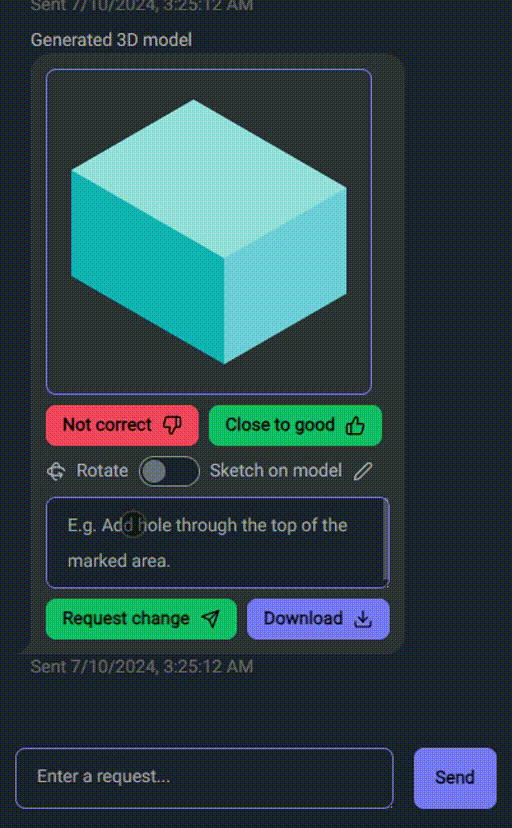 Sent 7/10/2024, 3:25:12 AM
Generated 3D model
Not correct
Close to good
Rotate
Sketch on model
E.g. Add hole through the top of the
marked area.
Request change
Download
Sent 7/10/2024, 3:25:12 AM
Enter a request...
Send